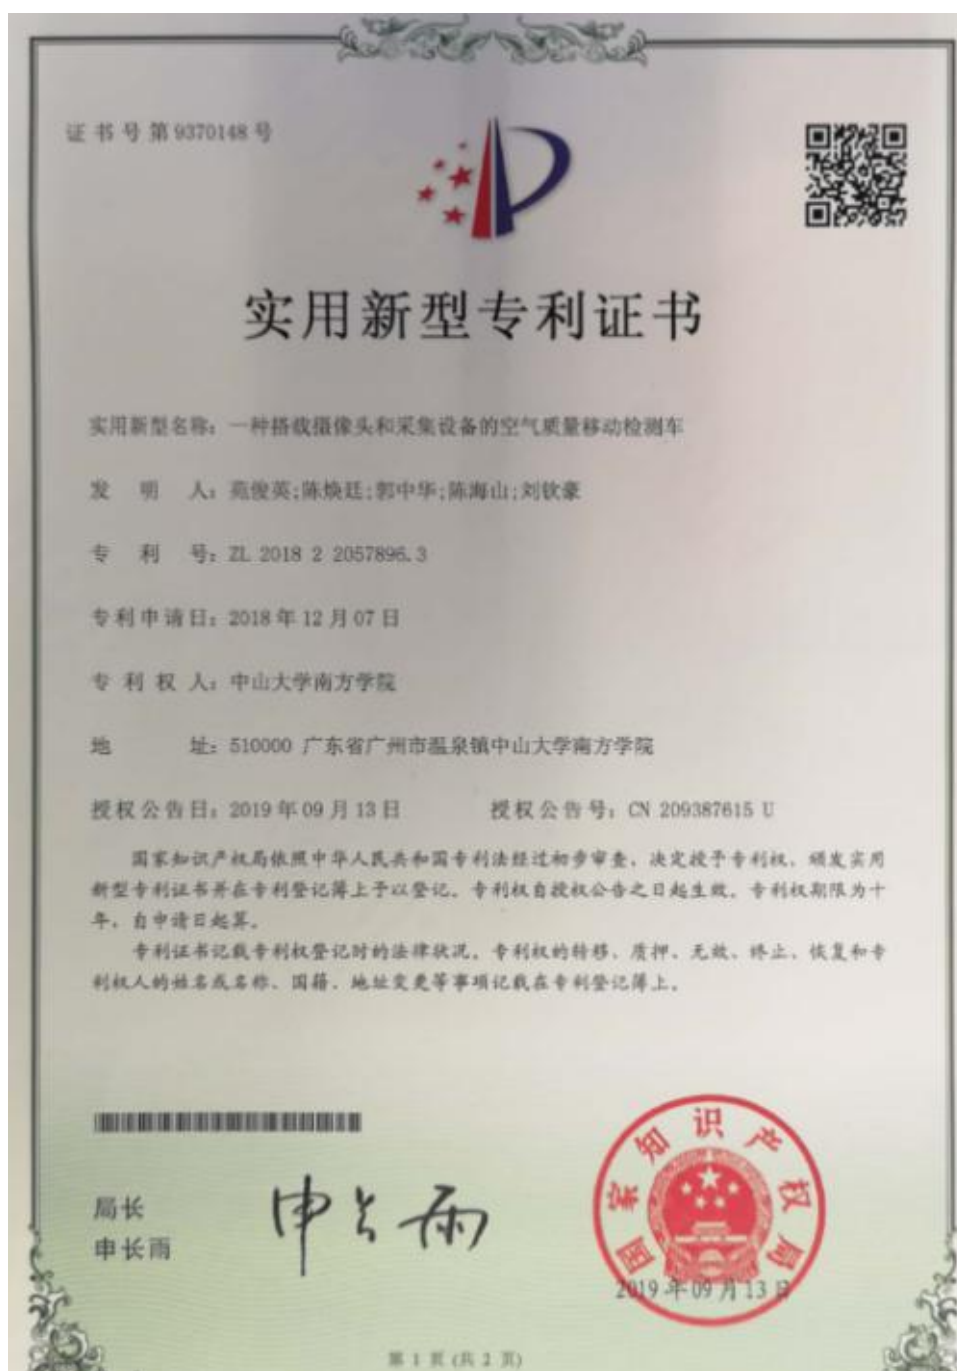 证书号第9370148号
实用新型专利证书
实用新型名称：一种搭载摄像头和采集设备的空气质量移动检测车
发 明 人：苑俊英;陈焕廷;郭中华;陈海山;刘钦豪
专 利 号：ZL 2018 2 2057896.3
专利申请日：2018年12月07日
专 利 权 人：中山大学南方学院
地 址：510000 广东省广州市温泉镇中山大学南方学院
授权公告日：2019年09月13日 授权公告号：CN 209387615 U
国家知识产权局依照中华人民共和国专利法经过初步审查，决定授予专利权，颁发实用
新型专利证书并在专利登记簿上予以登记。专利权自授权公告之日起生效。专利权期限为十
年，自申请日起算。
专利证书记载专利权登记时的法律状况。专利权的转移、质押、无效、终止、恢复和专
利权人的姓名或名称、国籍、地址变更等事项记载在专利登记簿上。
局长
申长雨
申长雨
国家知识产权局
2019年09月13日
第 1 页 (共 2 页)